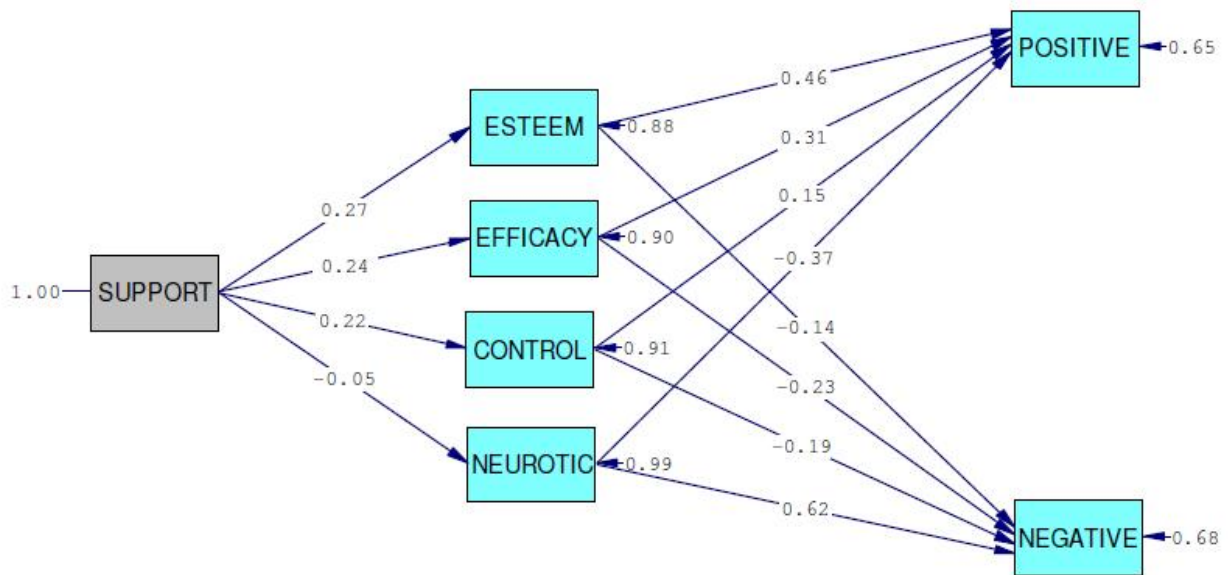 POSITIVE
0.65
0.46
ESTEEM
0.88
0.31
0.15
0.27
EFFICACY
0.90
-0.37
0.24
1.00
SUPPORT
0.22
-0.14
CONTROL
0.91
-0.05
-0.23
-0.19
NEUROTIC
0.99
0.62
NEGATIVE
0.68